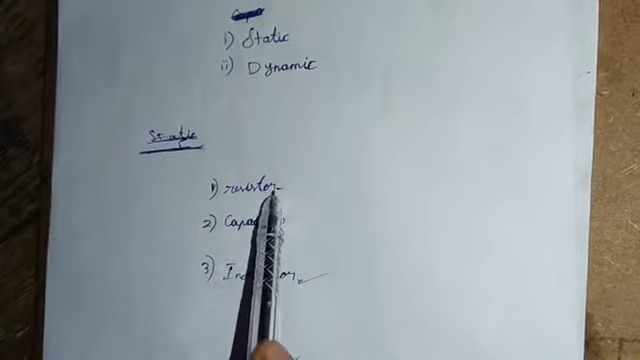 i) Static
ii) Dynamic
Static
1) resistor
2)
3)